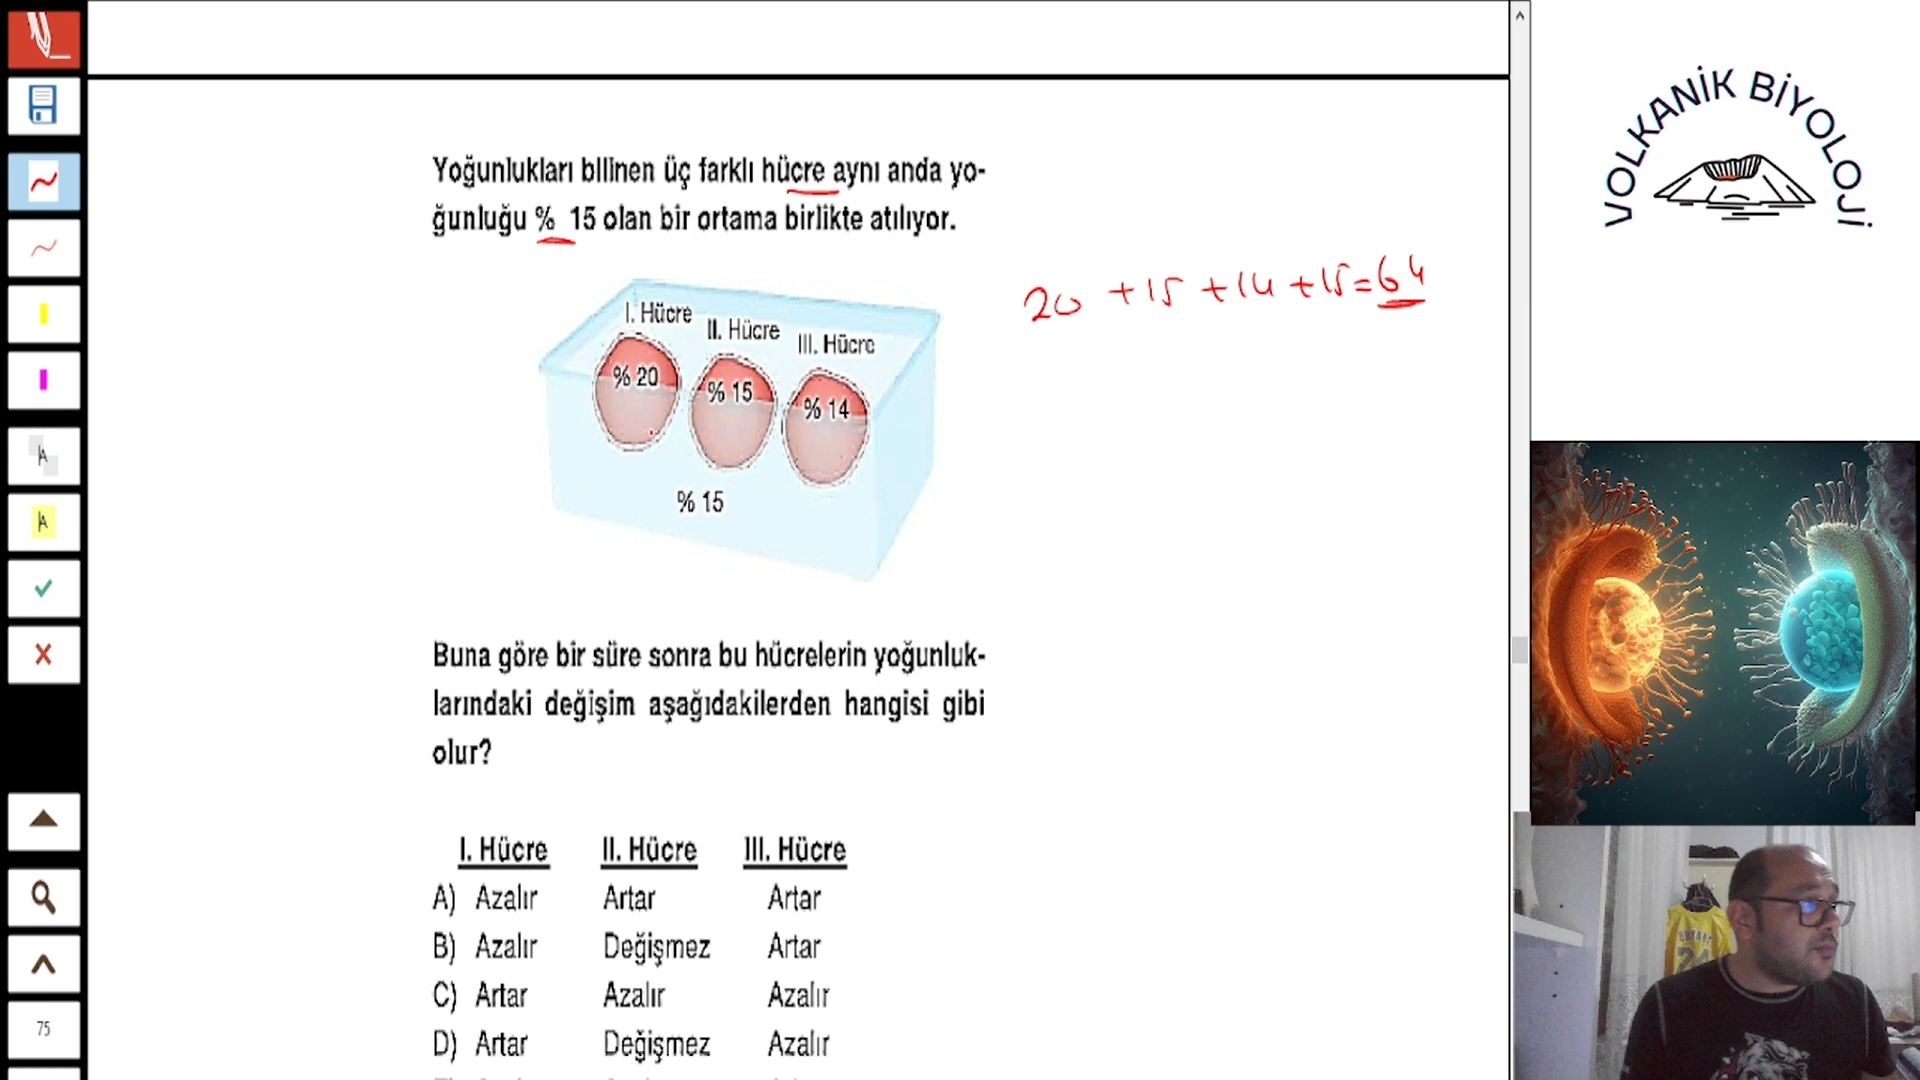 VOLKANİK BİYOLOJİ
Yoğunlukları bilinen üç farklı hücre aynı anda yo-
ğunluğu % 15 olan bir ortama birlikte atılıyor.
20 +15 +14 +15=64
I. Hücre
II. Hücre
III. Hücre
% 20
% 15
% 14
% 15
Buna göre bir süre sonra bu hücrelerin yoğunluk-
larındaki değişim aşağıdakilerden hangisi gibi
olur?
I. Hücre II. Hücre III. Hücre
A) Azalır Artar Artar
B) Azalır Değişmez Artar
C) Artar Azalır Azalır
D) Artar Değişmez Azalır
A
A
75
24